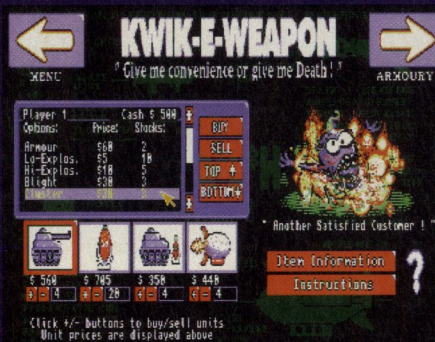 KWIK-E-WEAPON
" Give me convenience or give me Death ! "
MENU
ARMOURY
Player 1 Cash $ 500
Options: Price: Stocks:
Armour $60 2
Lo-Explos. $5 10
Hi-Explos. $10 5
Blight $30 3
Cluster $30 3
BUY
SELL
TOP
BOTTOM
" Another Satisfied Customer ! "
$ 560
$ 705
$ 350
$ 440
+ - 4
+ - 20
+ - 4
+ - 4
Item Information
Instructions
?
Click +/- buttons to buy/sell units
Unit prices are displayed above